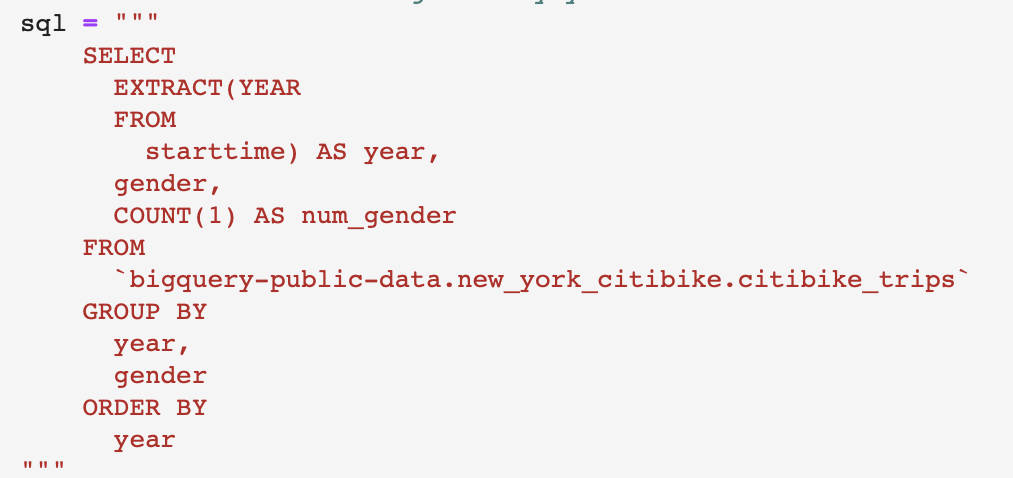 sql = """
    SELECT
      EXTRACT(YEAR
      FROM
        starttime) AS year,
      gender,
      COUNT(1) AS num_gender
    FROM
      `bigquery-public-data.new_york_citibike.citibike_trips`
    GROUP BY
      year,
      gender
    ORDER BY
      year
"""